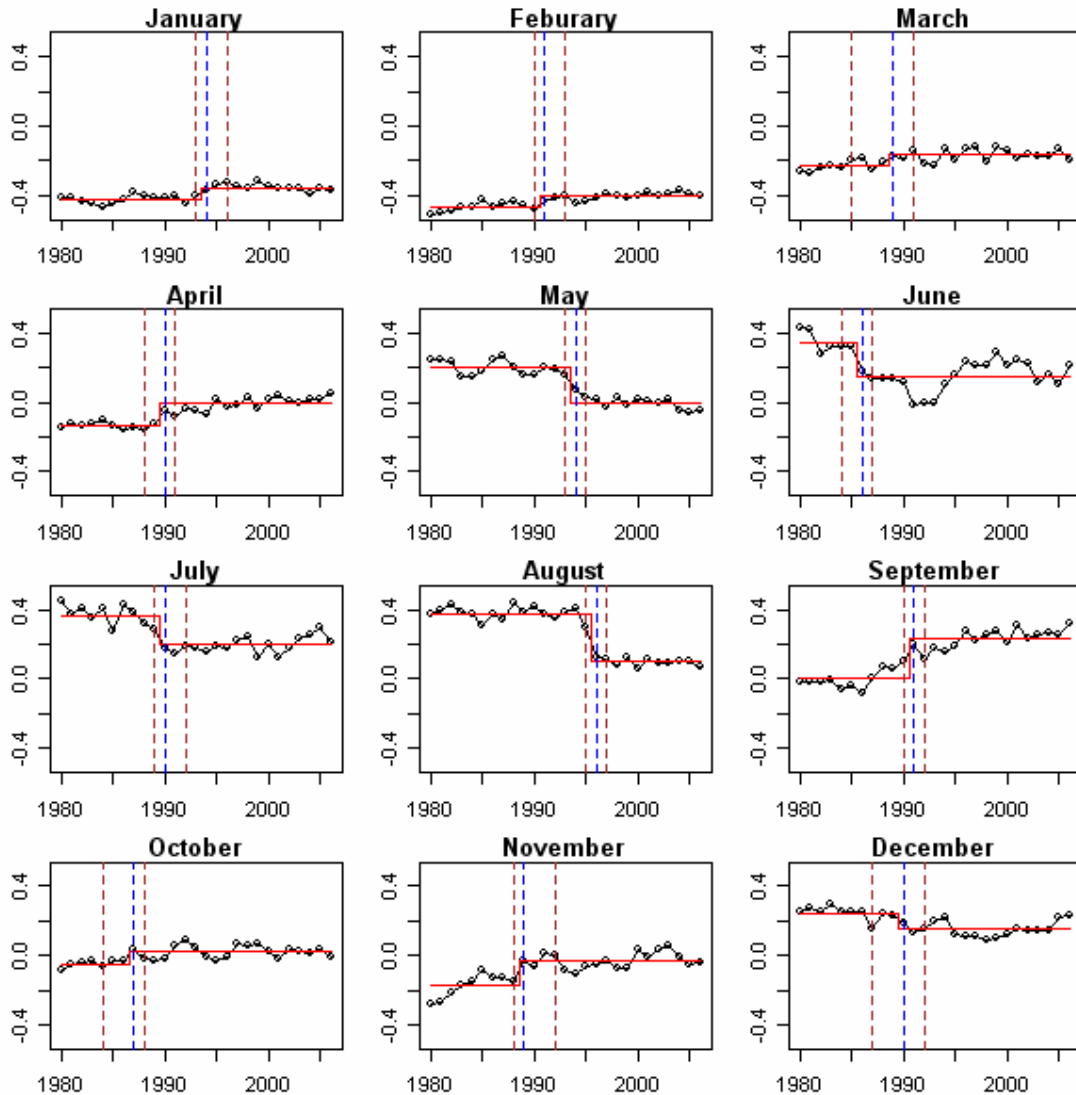 January Feburary March
0.4 0.4 0.4
0.0 0.0 0.0
-0.4 -0.4 -0.4
1980 1990 2000 1980 1990 2000 1980 1990 2000
April May June
0.4 0.4 0.4
0.0 0.0 0.0
-0.4 -0.4 -0.4
1980 1990 2000 1980 1990 2000 1980 1990 2000
July August September
0.4 0.4 0.4
0.0 0.0 0.0
-0.4 -0.4 -0.4
1980 1990 2000 1980 1990 2000 1980 1990 2000
October November December
0.4 0.4 0.4
0.0 0.0 0.0
-0.4 -0.4 -0.4
1980 1990 2000 1980 1990 2000 1980 1990 2000